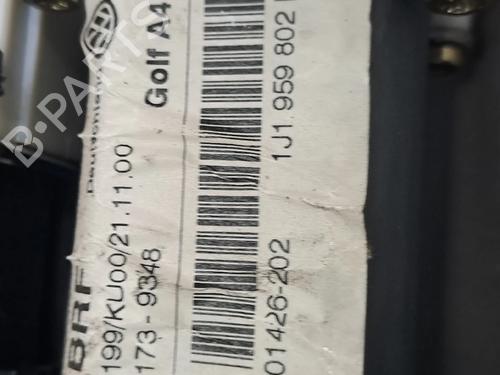 BRF
199/KU00/21.11.00
173-9348
Golf A4
1J1 959 802
01426-202
B-PARTS